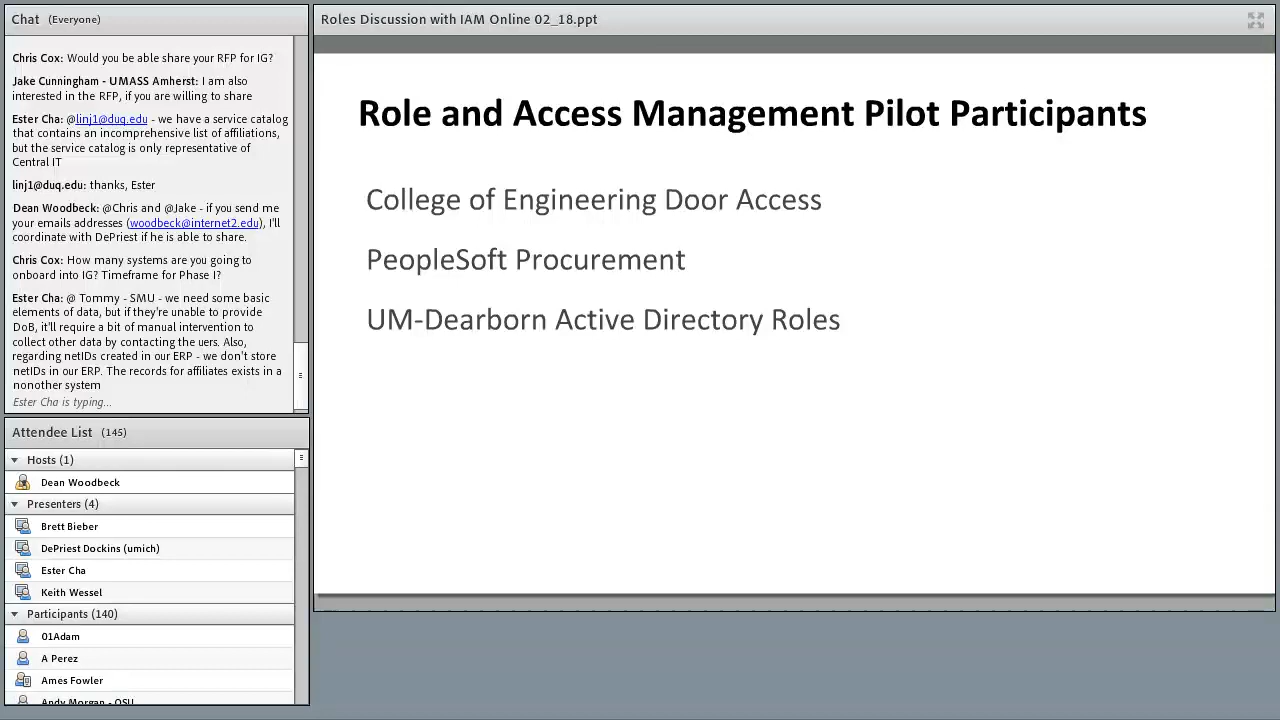 Chat (Everyone)
Chris Cox: Would you be able share your RFP for IG?
Jake Cunningham - UMASS Amherst: I am also
interested in the RFP, if you are willing to share
Ester Cha: @linj1@duq.edu - we have a service catalog
that cnstains an incomprehensive list of affiliations,
but the service catalog is only representative of
Central IT
linj1@duq.edu: thanks, Ester
Dean Woodbeck: @Chris and @Jake - if you send me
your emails addresses (woodbeck@internet2.edu), I'll
coordinate with DePriest if he is able to share.
Chris Cox: How many systems are you going to
onboard into IG? Timeframe for Phase I?
Ester Cha: @ Tommy - SMU - we need some basic
elements of data, but if they're unable to provide
DoB, it'll require a bit of manual intervention to
collect other data by contacting the uers. Also,
regarding netIDs created in our ERP - we don't store
netIDs in our ERP. The records for affiliates exists in a
nonother system
Ester Cha is typing...
Attendee List (145)
Hosts (1)
Dean Woodbeck
Presenters (4)
Brett Bieber
DePriest Dockins (umich)
Ester Cha
Keith Wessel
Participants (140)
01Adam
A Perez
Ames Fowler
Andy Morgan - OSU
Roles Discussion with IAM Online 02_18.ppt
Role and Access Management Pilot Participants
College of Engineering Door Access
PeopleSoft Procurement
UM-Dearborn Active Directory Roles